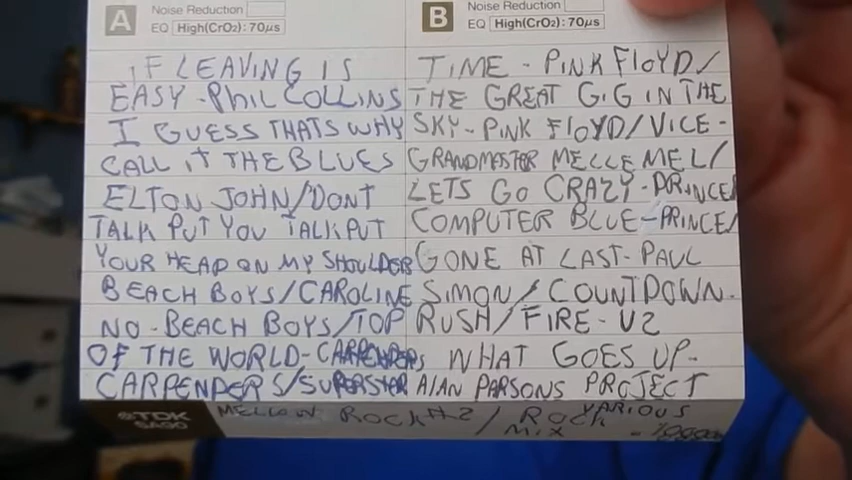 A Noise Reduction
EQ High(CrO2): 70μs
IF LEAVING IS
EASY - PHIL COLLINS
I GUESS THATS WHY
CALL IT THE BLUES
ELTON JOHN/DONT
TALK PUT YOU TALKPUT
YOUR HEAD ON MY SHOULDER
BEACH BOYS/CAROLINE
NO - BEACH BOYS/TOP
OF THE WORLD - CARPENDERS
CARPENDERS/SUPERSTAR
B Noise Reduction
EQ High(CrO2): 70μs
TIME - PINK FLOYD/
THE GREAT GIG IN THE
SKY - PINK FLOYD/VICE -
GRANDMASTER MELLE MEL/
LETS GO CRAZY - PRINCE/
COMPUTER BLUE - PRINCE/
GONE AT LAST - PAUL
SIMON/COUNTDOWN -
RUSH/FIRE - U2
WHAT GOES UP -
ALAN PARSONS PROJECT
TDK
SA90
MELLOW ROCK #2 / ROCK
MIX
VARIOUS